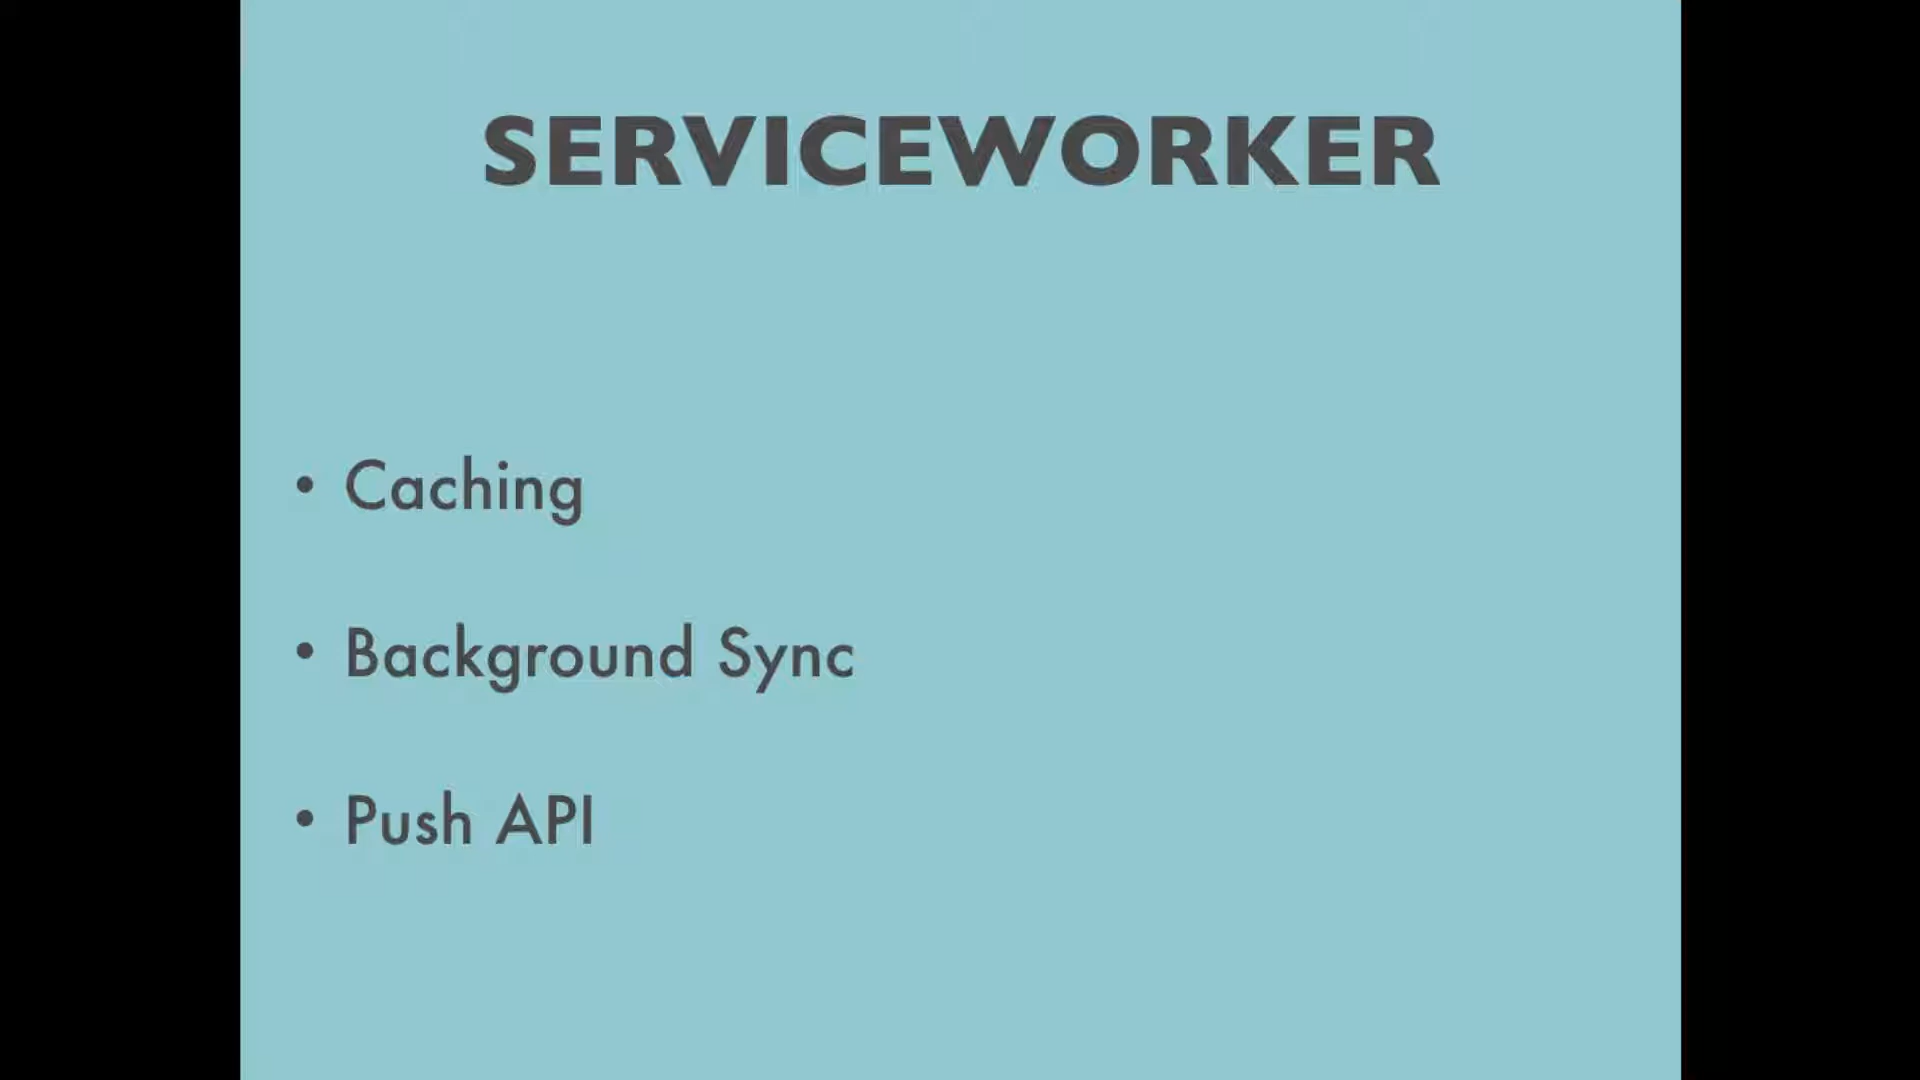 SERVICEWORKER
• Caching
• Background Sync
• Push API